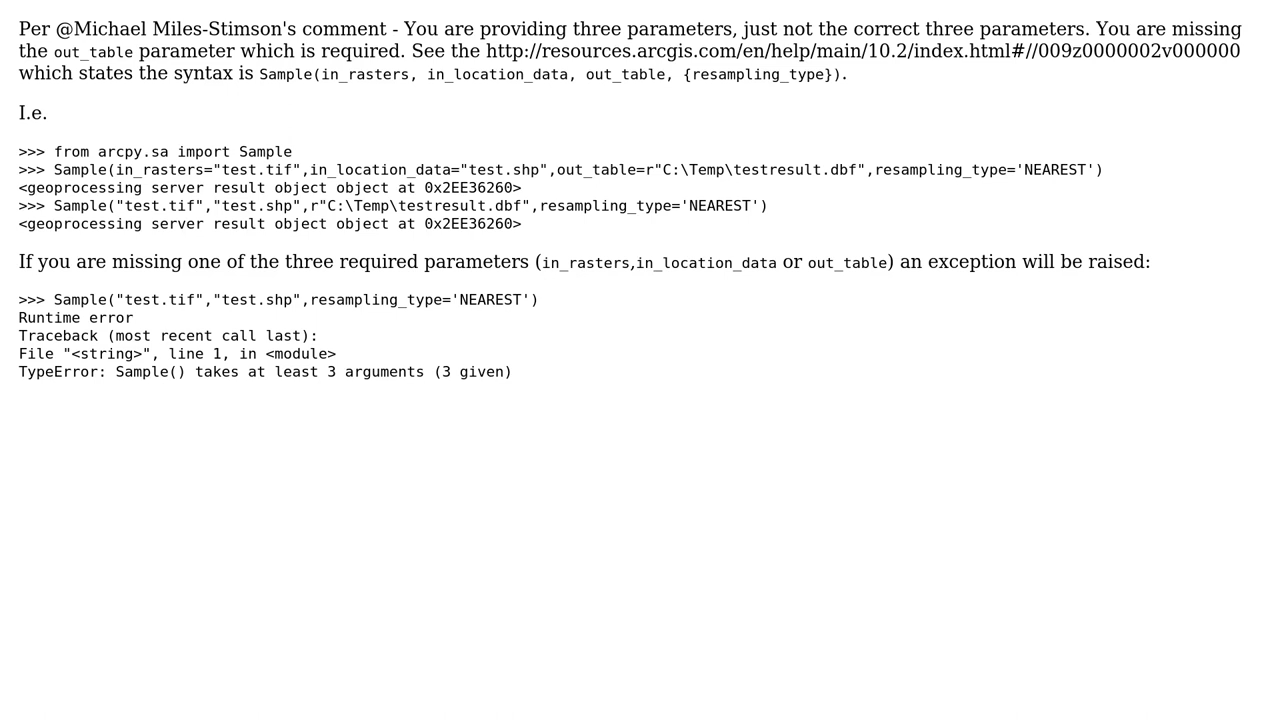 Per @Michael Miles-Stimson's comment - You are providing three parameters, just not the correct three parameters. You are missing
the out_table parameter which is required. See the http://resources.arcgis.com/en/help/main/10.2/index.html#//009z0000002v000000
which states the syntax is Sample(in_rasters, in_location_data, out_table, {resampling_type}).
I.e.
>>> from arcpy.sa import Sample
>>> Sample(in_rasters="test.tif",in_location_data="test.shp",out_table=r"C:\Temp\testresult.dbf",resampling_type='NEAREST')
<geoprocessing server result object object at 0x2EE36260>
>>> Sample("test.tif","test.shp",r"C:\Temp\testresult.dbf",resampling_type='NEAREST')
<geoprocessing server result object object at 0x2EE36260>
If you are missing one of the three required parameters (in_rasters,in_location_data or out_table) an exception will be raised:
>>> Sample("test.tif","test.shp",resampling_type='NEAREST')
Runtime error
Traceback (most recent call last):
File "<string>", line 1, in <module>
TypeError: Sample() takes at least 3 arguments (3 given)